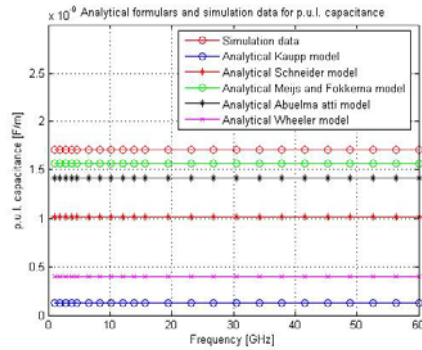 x 10⁻⁹ Analytical formulars and simulation data for p.u.l. capacitance
Simulation data
Analytical Kaupp model
Analytical Schneider model
Analytical Meijs and Fokkema model
Analytical Abuelma atti model
Analytical Wheeler model
p.u.l. capacitance [F/m]
2.5
2
1.5
1
0.5
0
0 10 20 30 40 50 60
Frequency [GHz]